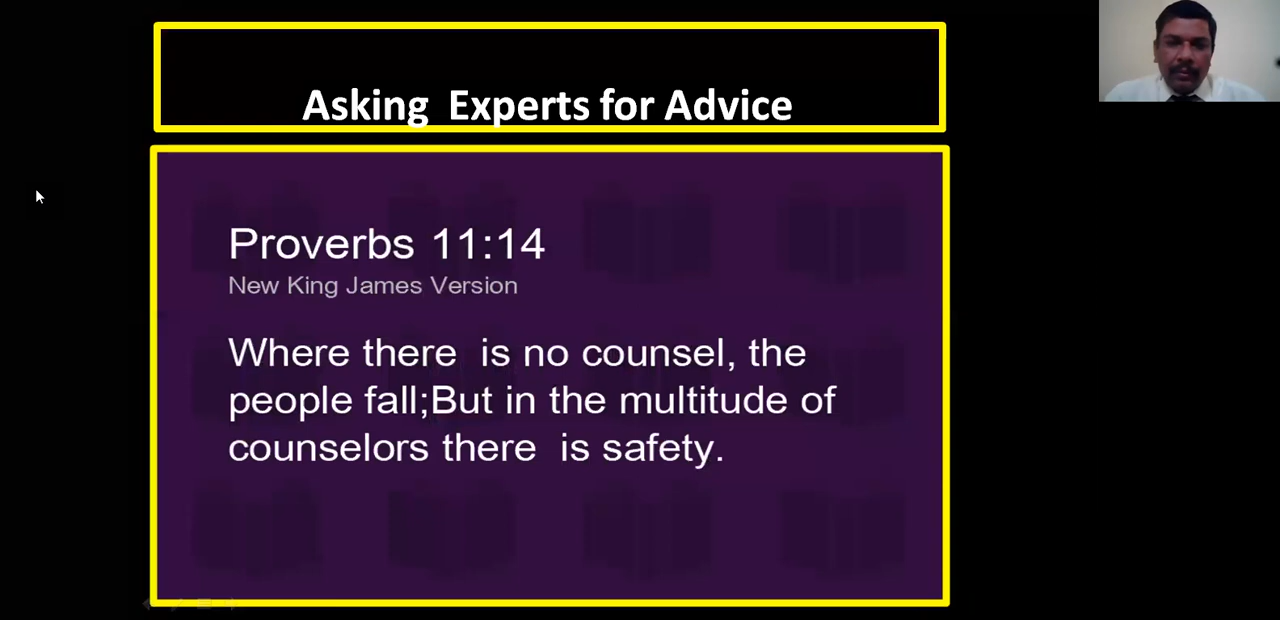 Asking  Experts for Advice
Proverbs 11:14
New King James Version
Where there  is no counsel, the
people fall;But in the multitude of
counselors there  is safety.